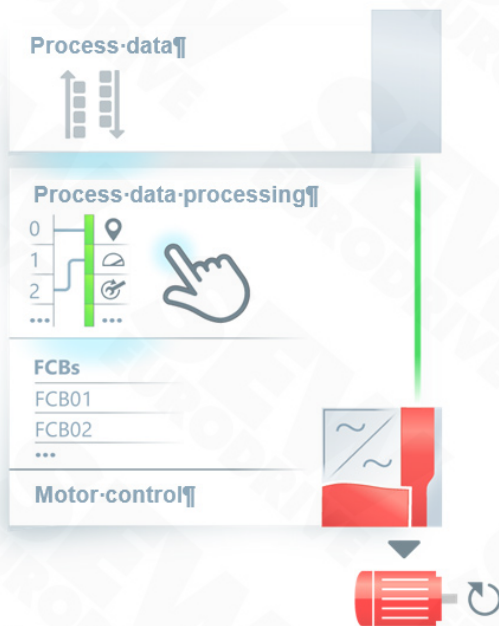 Process·data¶
Process·data·processing¶
0
1
2
...
...
FCBs
FCB01
FCB02
...
Motor·control¶